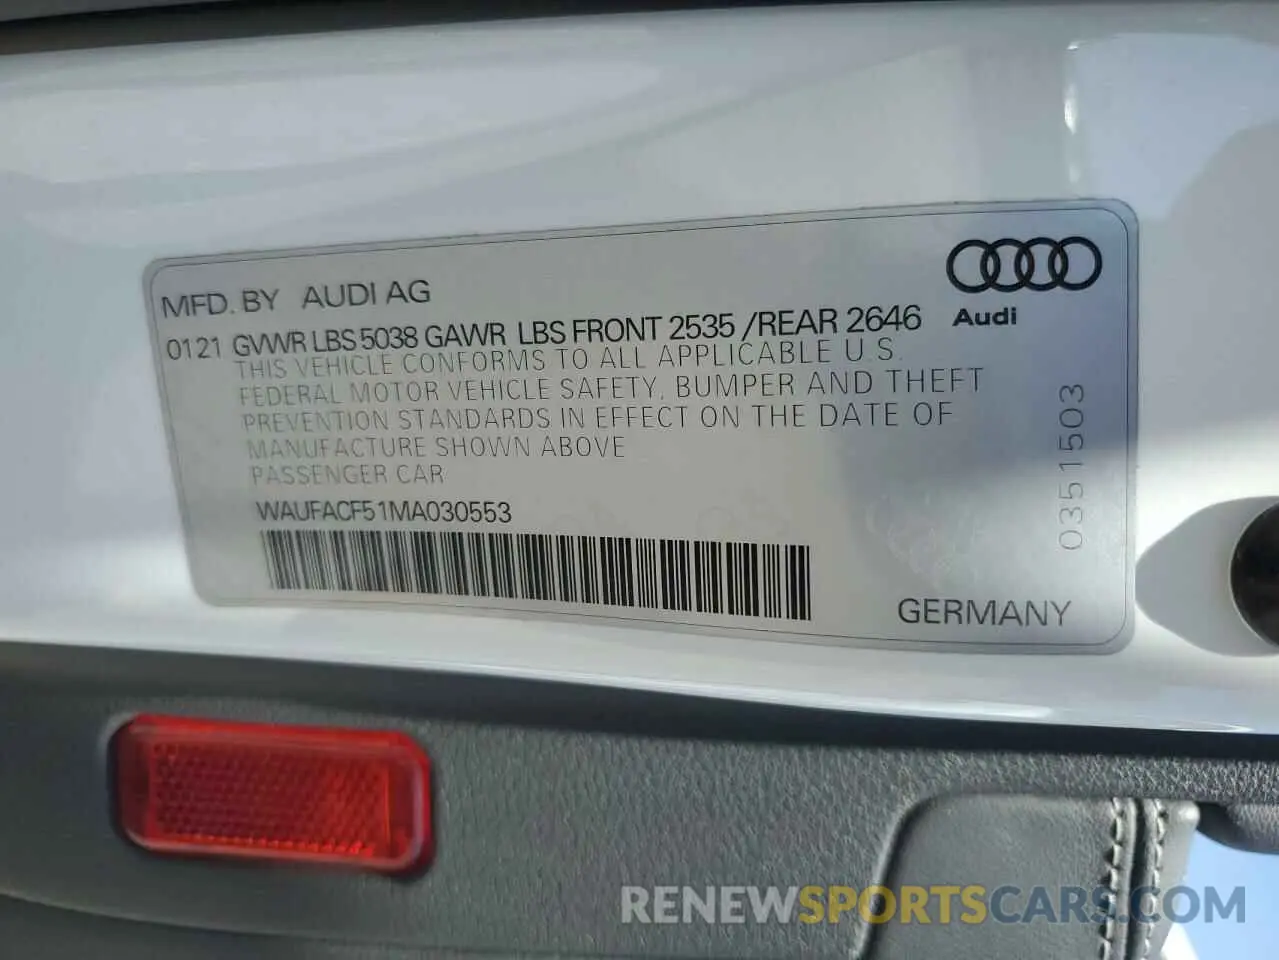 MFD. BY AUDI AG
0121 GVWR LBS 5038 GAWR LBS FRONT 2535 /REAR 2646
THIS VEHICLE CONFORMS TO ALL APPLICABLE U.S.
FEDERAL MOTOR VEHICLE SAFETY, BUMPER AND THEFT
PREVENTION STANDARDS IN EFFECT ON THE DATE OF
MANUFACTURE SHOWN ABOVE
PASSENGER CAR
WAUFACF51MA030553
Audi
0351503
GERMANY
RENEWSPORTSCARS.COM